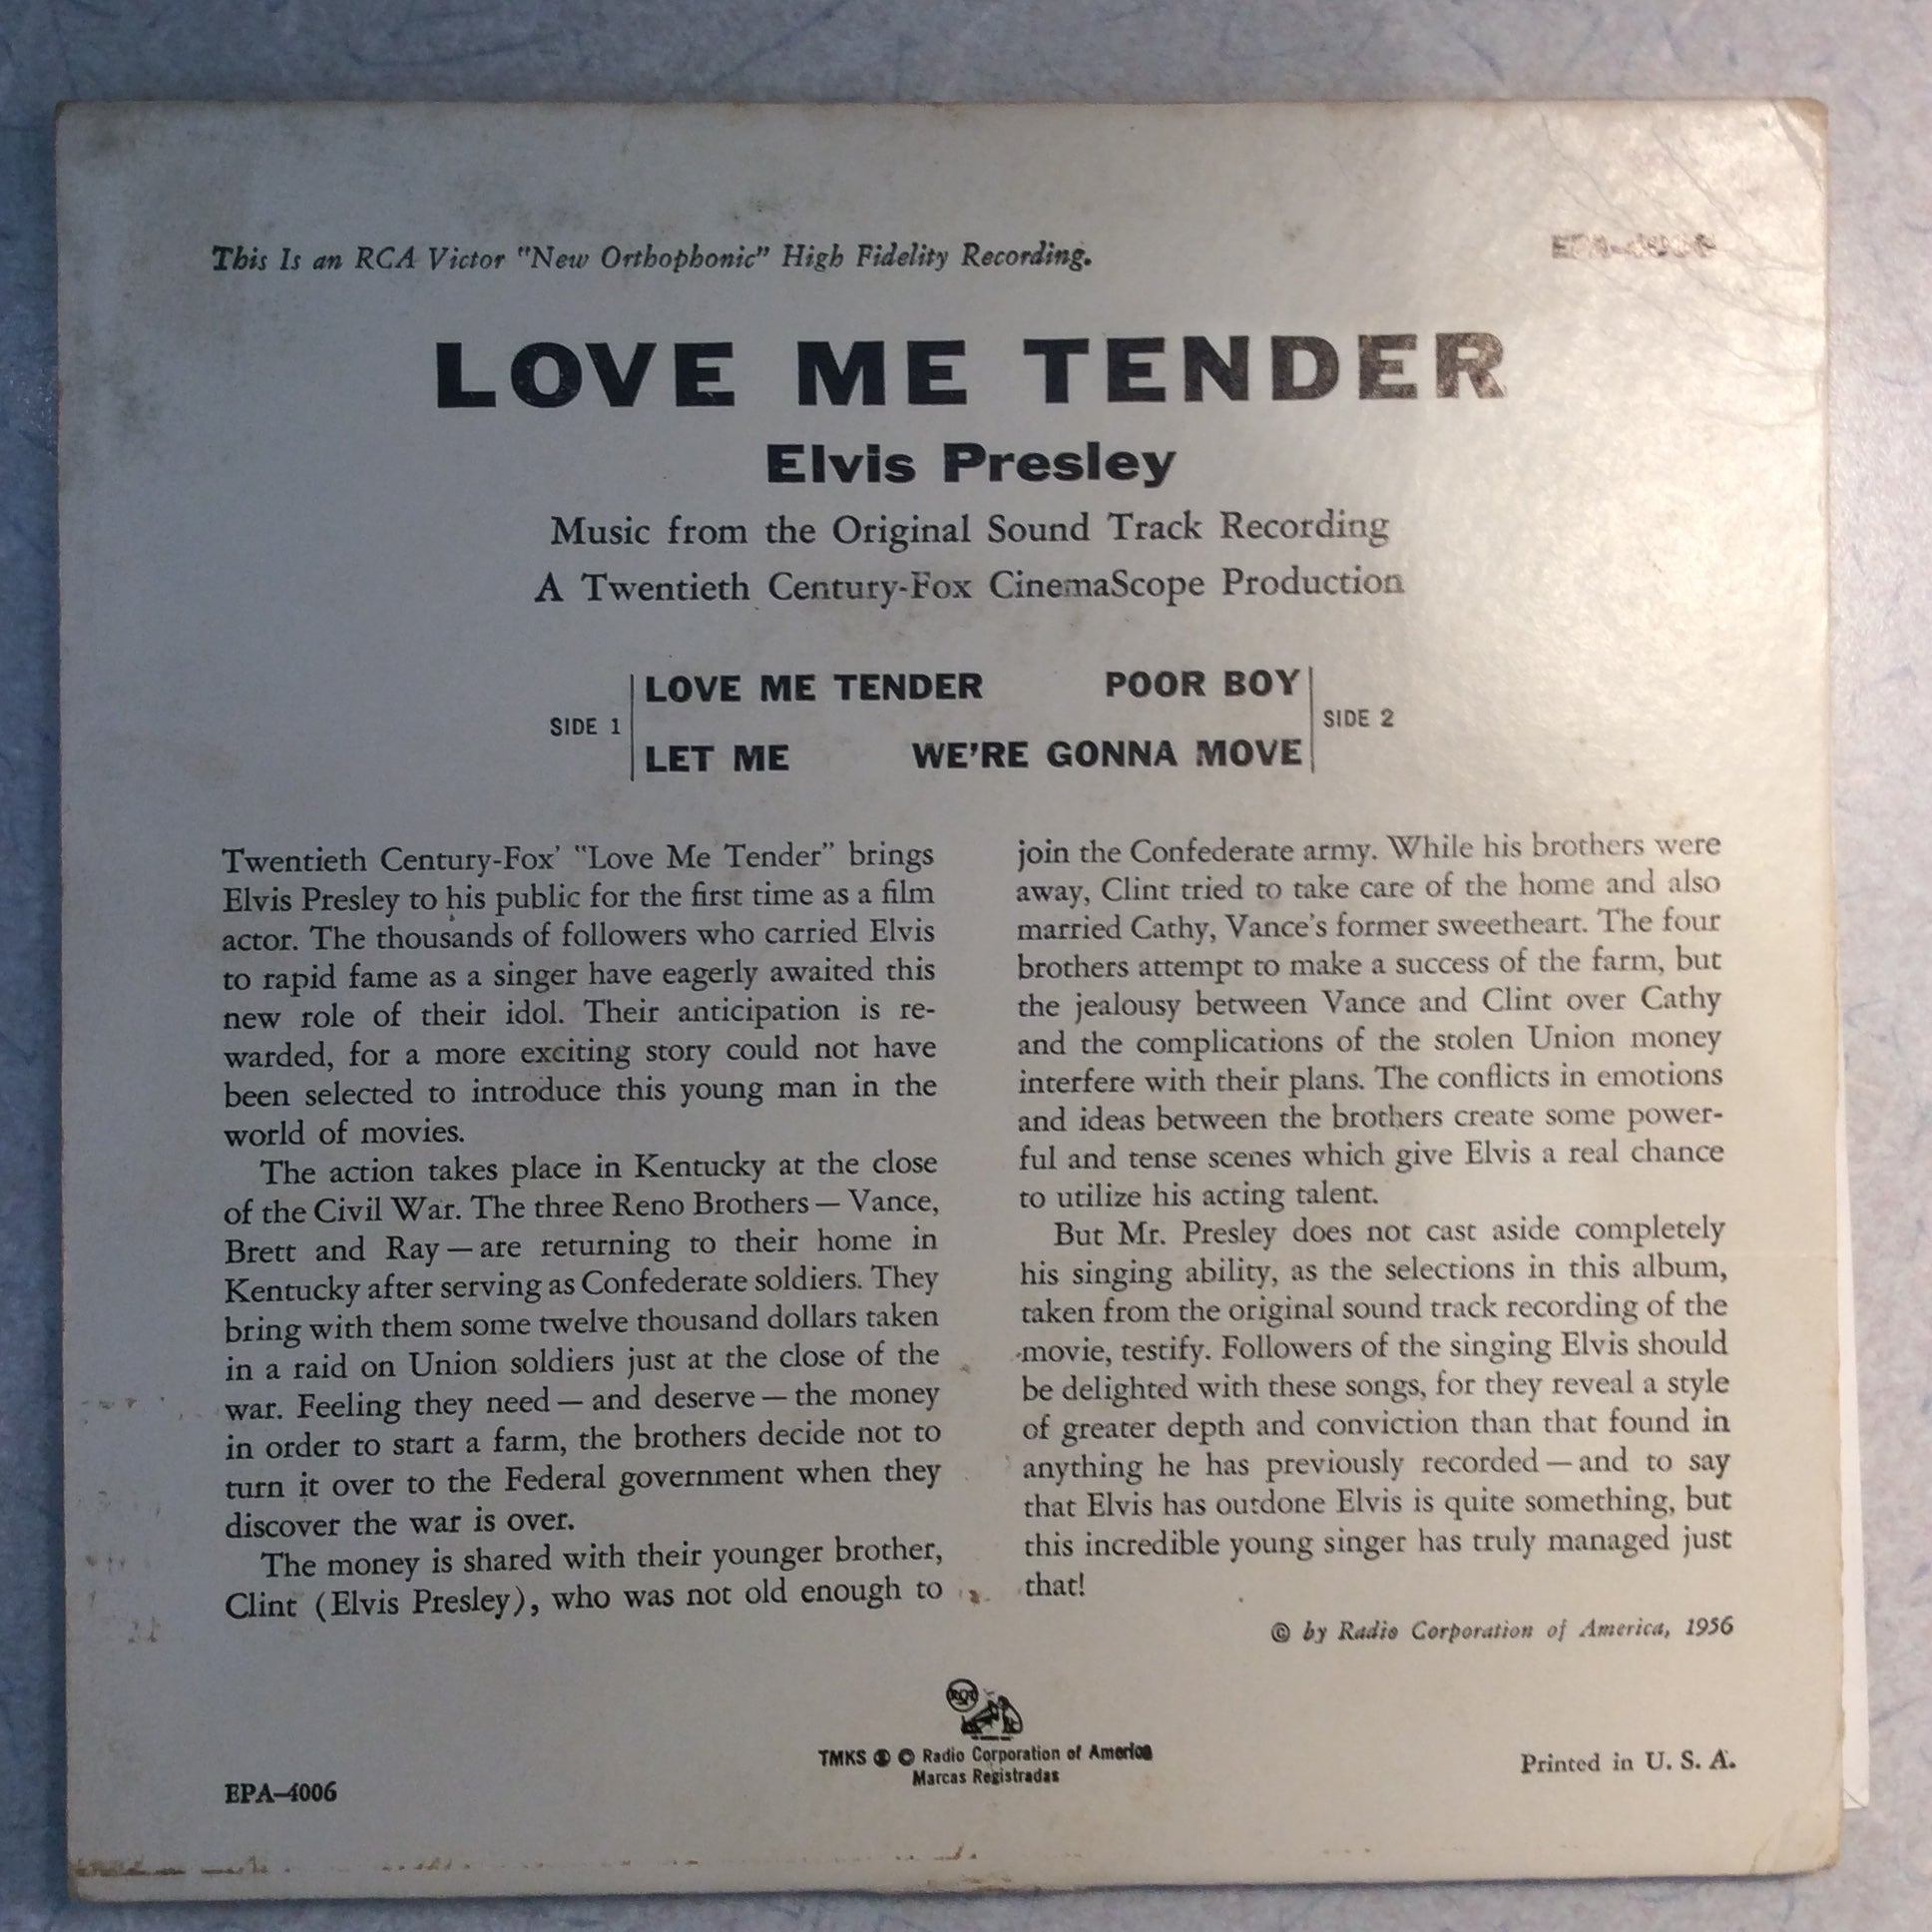 This Is an RCA Victor "New Orthophonic" High Fidelity Recording.
EPA-4006
LOVE ME TENDER
Elvis Presley
Music from the Original Sound Track Recording
A Twentieth Century-Fox CinemaScope Production
SIDE 1
LOVE ME TENDER
LET ME
POOR BOY
WE'RE GONNA MOVE
SIDE 2
Twentieth Century-Fox' "Love Me Tender" brings
Elvis Presley to his public for the first time as a film
actor. The thousands of followers who carried Elvis
to rapid fame as a singer have eagerly awaited this
new role of their idol. Their anticipation is re-
warded, for a more exciting story could not have
been selected to introduce this young man in the
world of movies.
The action takes place in Kentucky at the close
of the Civil War. The three Reno Brothers — Vance,
Brett and Ray — are returning to their home in
Kentucky after serving as Confederate soldiers. They
bring with them some twelve thousand dollars taken
in a raid on Union soldiers just at the close of the
war. Feeling they need — and deserve — the money
in order to start a farm, the brothers decide not to
turn it over to the Federal government when they
discover the war is over.
The money is shared with their younger brother,
Clint (Elvis Presley), who was not old enough to
join the Confederate army. While his brothers were
away, Clint tried to take care of the home and also
married Cathy, Vance's former sweetheart. The four
brothers attempt to make a success of the farm, but
the jealousy between Vance and Clint over Cathy
and the complications of the stolen Union money
interfere with their plans. The conflicts in emotions
and ideas between the brothers create some power-
ful and tense scenes which give Elvis a real chance
to utilize his acting talent.
But Mr. Presley does not cast aside completely
his singing ability, as the selections in this album,
taken from the original sound track recording of the
movie, testify. Followers of the singing Elvis should
be delighted with these songs, for they reveal a style
of greater depth and conviction than that found in
anything he has previously recorded — and to say
that Elvis has outdone Elvis is quite something, but
this incredible young singer has truly managed just
that!
© by Radio Corporation of America, 1956
RCA
TMKS ® © Radio Corporation of America
Marcas Registradas
EPA-4006
Printed in U. S. A.